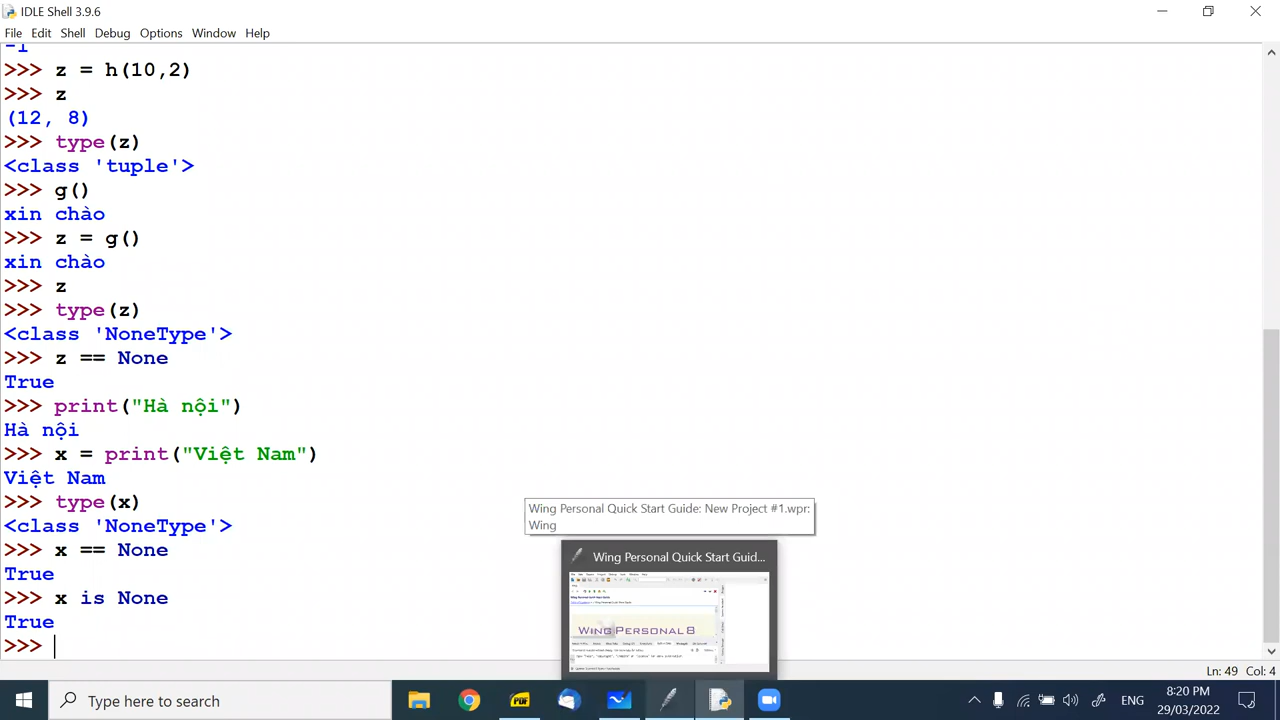 IDLE Shell 3.9.6
File Edit Shell Debug Options Window Help
-1
>>> z = h(10,2)
>>> z
(12, 8)
>>> type(z)
<class 'tuple'>
>>> g()
xin chào
>>> z = g()
xin chào
>>> z
>>> type(z)
<class 'NoneType'>
>>> z == None
True
>>> print("Hà nội")
Hà nội
>>> x = print("Việt Nam")
Việt Nam
>>> type(x)
<class 'NoneType'>
>>> x == None
True
>>> x is None
True
>>>
Wing Personal Quick Start Guide: New Project #1.wpr:
Wing
Wing Personal Quick Start Guid...
Wing Personal 8
Ln: 49 Col: 4
Type here to search
PDF
ENG
8:20 PM
29/03/2022